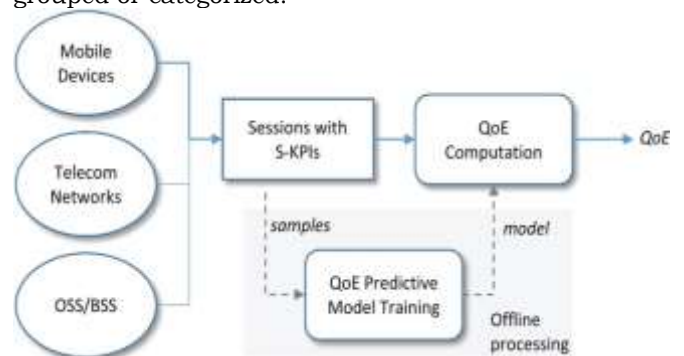 grouped or categorized.
Mobile
Devices
Sessions with
S-KPIs
QoE
Computation
QoE
Telecom
Networks
samples
model
QoE Predictive
Model Training
OSS/BSS
Offline
processing